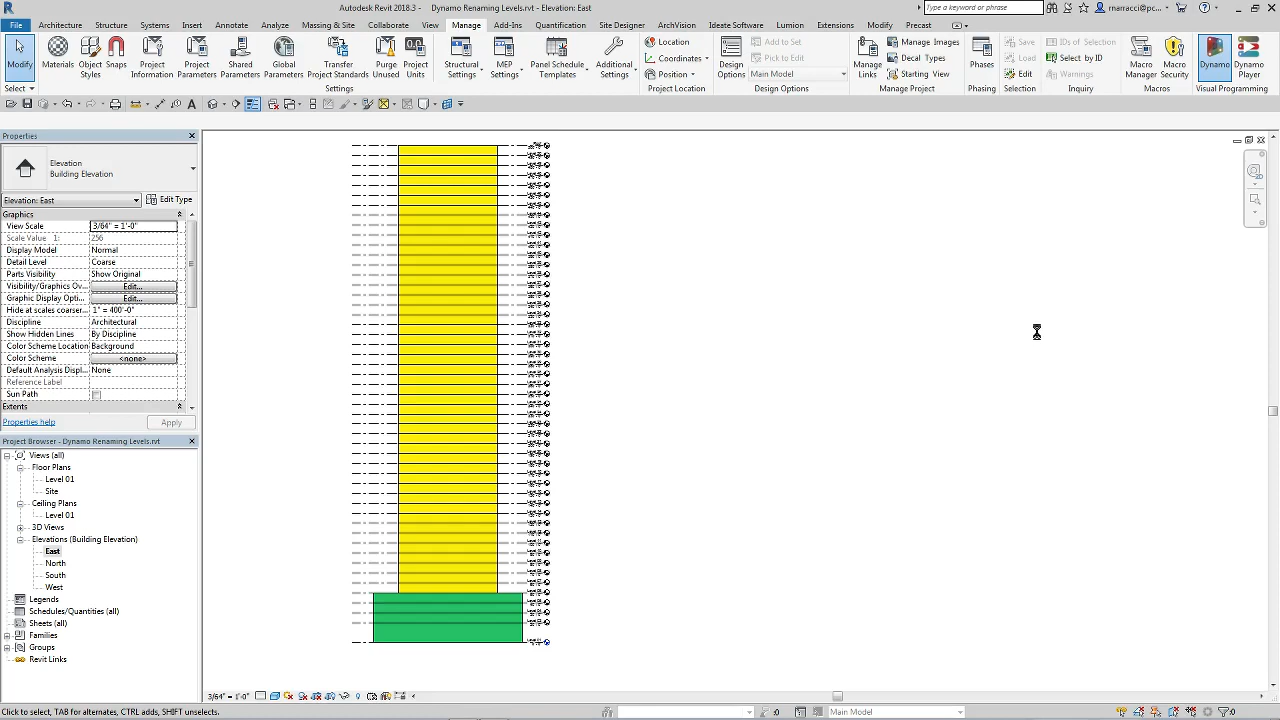 Autodesk Revit 2018.3 - Dynamo Renaming Levels.rvt - Elevation: East
Type a keyword or phrase
rnarracci@pc...
File Architecture Structure Systems Insert Annotate Analyze Massing & Site Collaborate View Manage Add-Ins Quantification Site Designer ArchVision Ideate Software Lumion Extensions Modify Precast
Modify
Materials
Object Styles
Snaps
Project Information
Project Parameters
Shared Parameters
Global Parameters
Transfer Project Standards
Purge Unused
Project Units
Structural Settings
MEP Settings
Panel Schedule Templates
Additional Settings
Location
Coordinates
Position
Design Options
Add to Set
Pick to Edit
Main Model
Manage Links
Manage Images
Decal Types
Starting View
Phases
Save
Load
Edit
IDs of Selection
Select by ID
Warnings
Macro Manager
Macro Security
Dynamo
Dynamo Player
Select Settings Project Location Design Options Manage Project Phasing Selection Inquiry Macros Visual Programming
Properties
Elevation
Building Elevation
Elevation: East Edit Type
Graphics
View Scale
Scale Value 1: 256
Display Model Normal
Detail Level Coarse
Parts Visibility Show Original
Visibility/Graphics Ov... Edit...
Graphic Display Opti... Edit...
Hide at scales coarser... 1" = 400'-0"
Discipline Architectural
Show Hidden Lines By Discipline
Color Scheme Location Background
Color Scheme <none>
Default Analysis Displ... None
Reference Label
Sun Path
Extents
Properties help Apply
Project Browser - Dynamo Renaming Levels.rvt
Views (all)
Floor Plans
Level 01
Site
Ceiling Plans
Level 01
3D Views
Elevations (Building Elevation)
East
North
South
West
Legends
Schedules/Quantities (all)
Sheets (all)
Families
Groups
Revit Links
3/64" = 1'-0"
Click to select, TAB for alternates, CTRL adds, SHIFT unselects.
:0
Main Model
:0